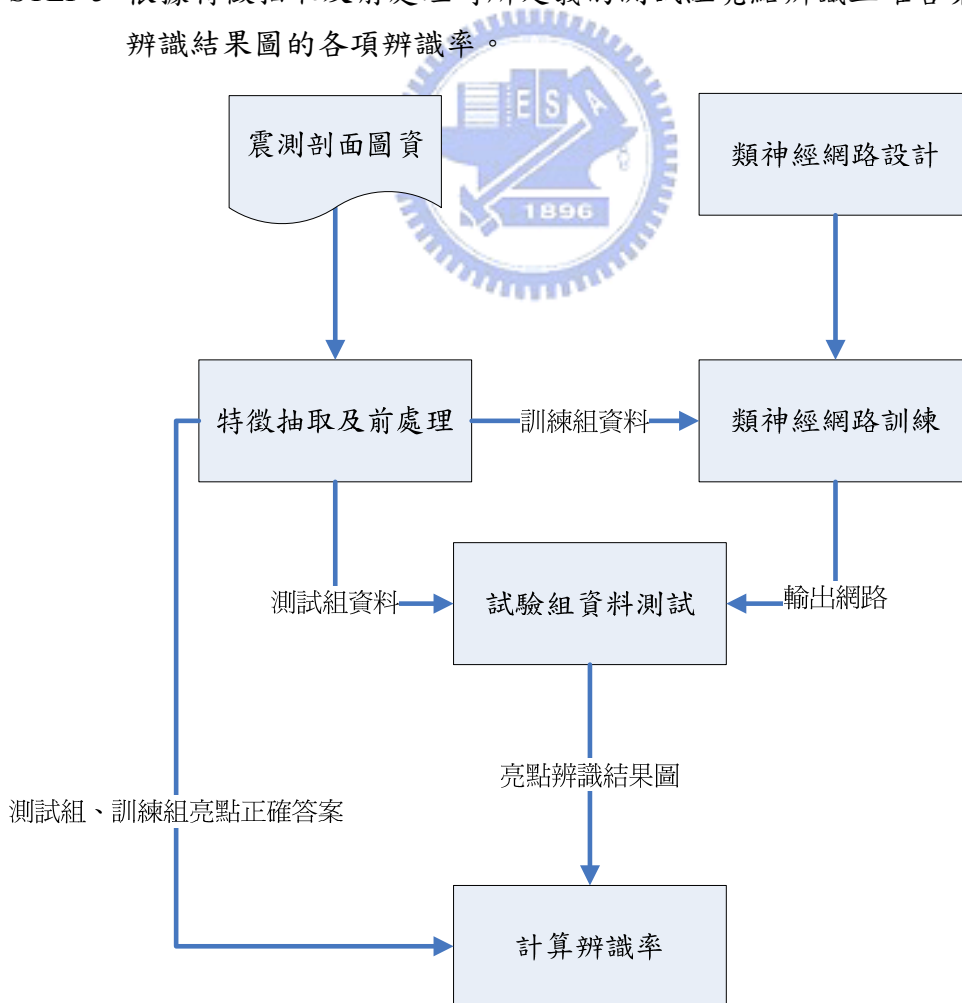 辨識結果圖的各項辨識率。
ESA
1896
震測剖面圖資
類神經網路設計
特徵抽取及前處理
訓練組資料
類神經網路訓練
測試組資料
試驗組資料測試
輸出網路
亮點辨識結果圖
測試組、訓練組亮點正確答案
計算辨識率